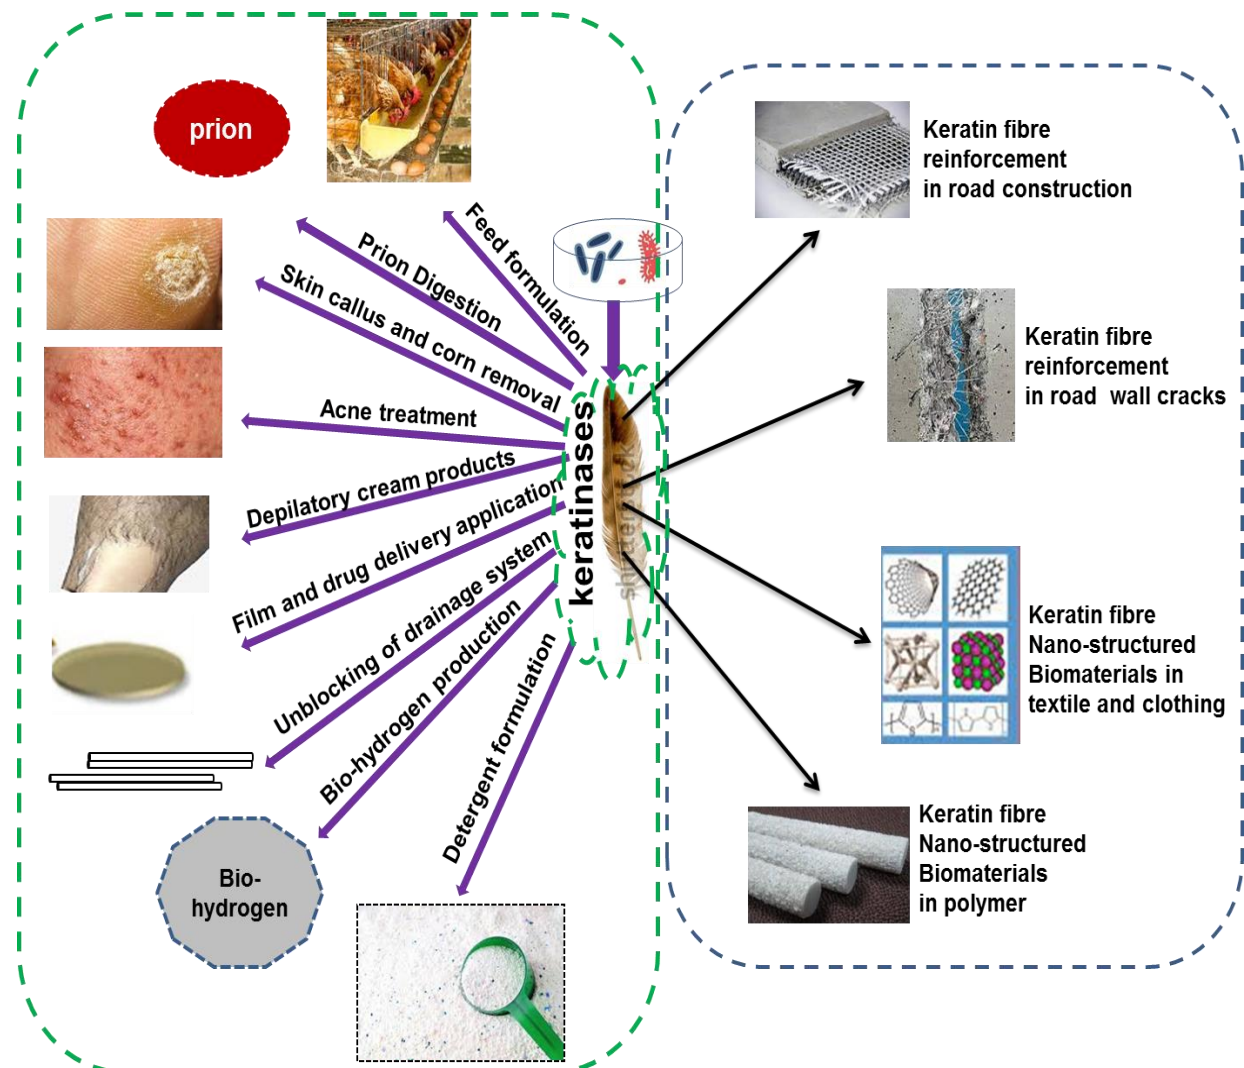 prion
Feed formulation
Prion Digestion
Skin callus and corn removal
Acne treatment
Depilatory cream products
Film and drug delivery application
Unblocking of drainage system
Bio-hydrogen production
Detergent formulation
Bio-
hydrogen
keratinases
Keratin fibre
reinforcement
in road construction
Keratin fibre
reinforcement
in road wall cracks
Keratin fibre
Nano-structured
Biomaterials in
textile and clothing
Keratin fibre
Nano-structured
Biomaterials
in polymer